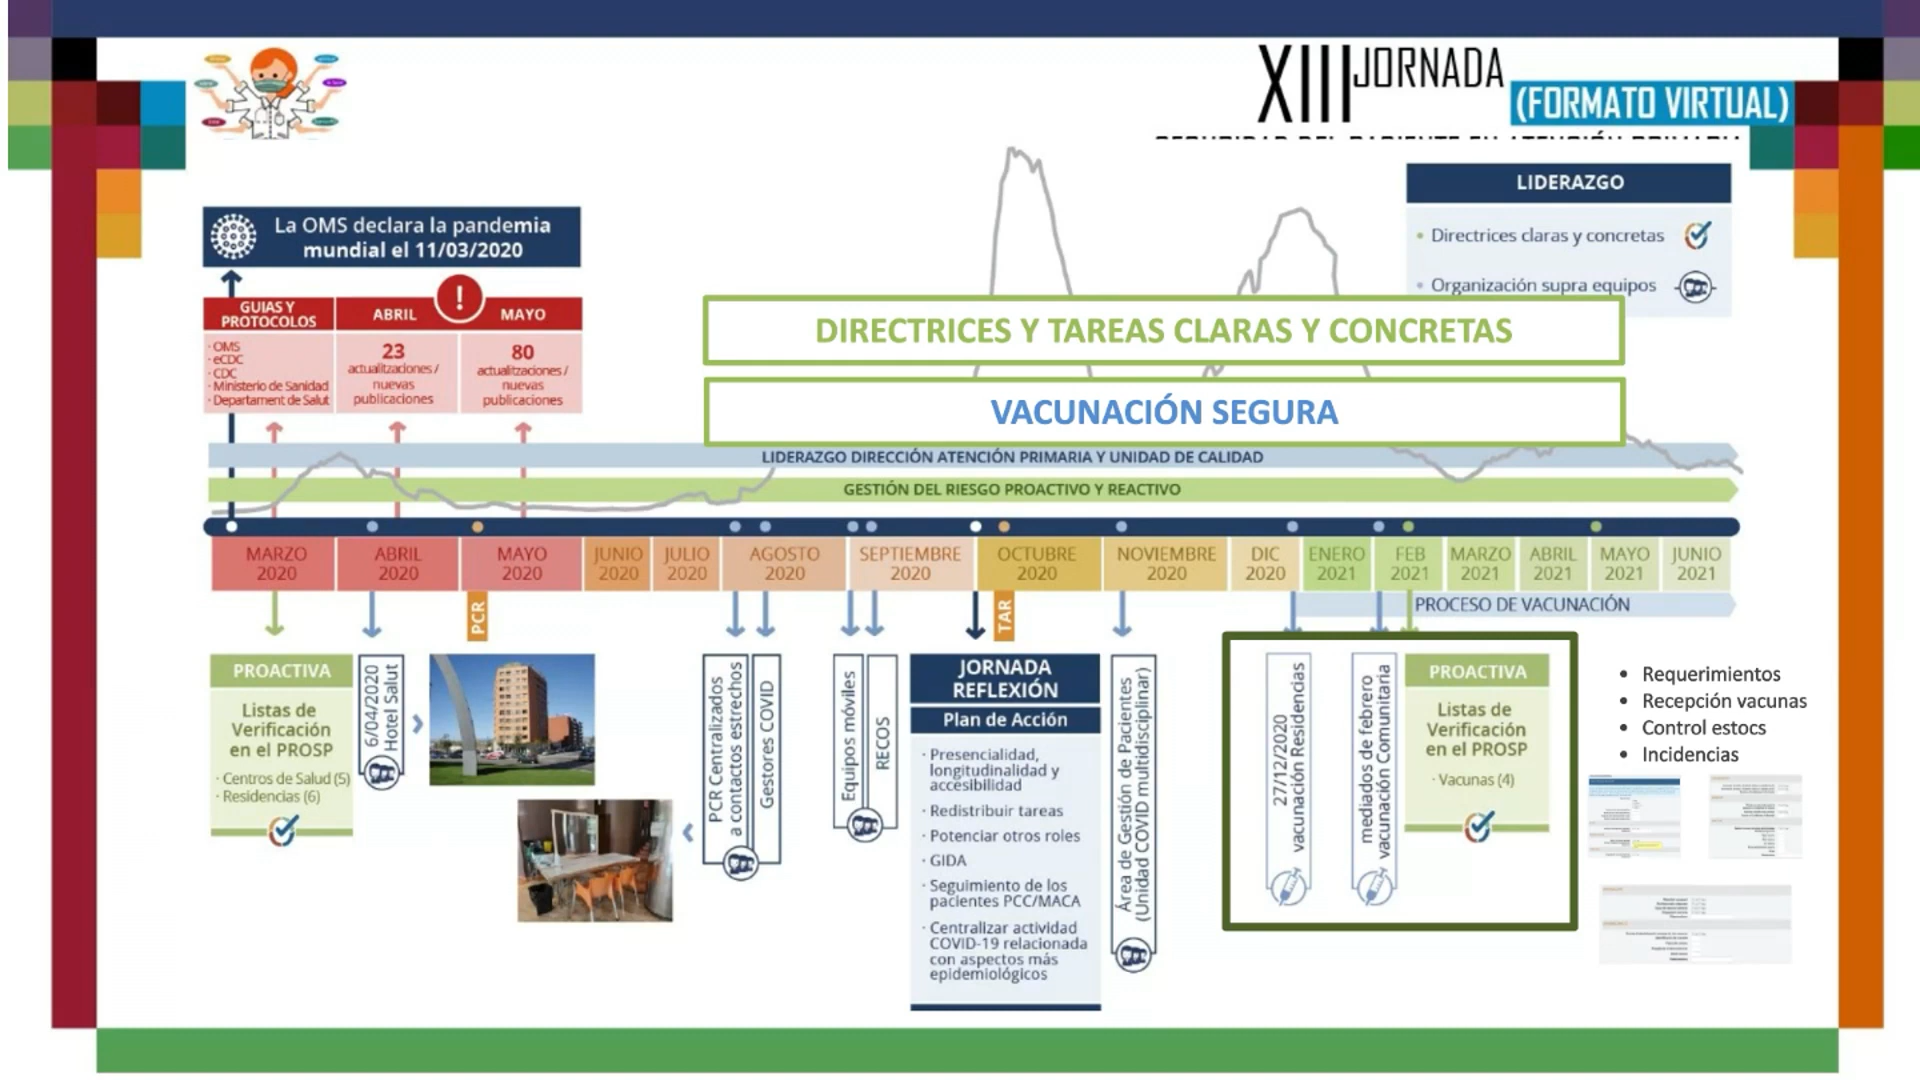 XIII JORNADA
(FORMATO VIRTUAL)
La OMS declara la pandemia
mundial el 11/03/2020
GUIAS Y
PROTOCOLOS
ABRIL
!
MAYO
· OMS
· eCDC
· CDC
· Ministerio de Sanidad
· Departament de Salut
23
actualitzaciones /
nuevas
publicaciones
80
actualitzaciones /
nuevas
publicaciones
LIDERAZGO
• Directrices claras y concretas
• Organización supra equipos
DIRECTRICES Y TAREAS CLARAS Y CONCRETAS
VACUNACIÓN SEGURA
LIDERAZGO DIRECCIÓN ATENCIÓN PRIMARIA Y UNIDAD DE CALIDAD
GESTIÓN DEL RIESGO PROACTIVO Y REACTIVO
MARZO
2020
ABRIL
2020
MAYO
2020
JUNIO
2020
JULIO
2020
AGOSTO
2020
SEPTIEMBRE
2020
OCTUBRE
2020
NOVIEMBRE
2020
DIC
2020
ENERO
2021
FEB
2021
MARZO
2021
ABRIL
2021
MAYO
2021
JUNIO
2021
PROCESO DE VACUNACIÓN
PCR
TAR
PROACTIVA
Listas de
Verificación
en el PROSP
· Centros de Salud (5)
· Residencias (6)
6/04/2020
Hotel Salut
PCR Centralizados
a contactos estrechos
Gestores COVID
Equipos móviles
RECOS
JORNADA
REFLEXIÓN
Plan de Acción
· Presencialidad,
longitudinalidad y
accesibilidad
· Redistribuir tareas
· Potenciar otros roles
· GIDA
· Seguimiento de los
pacientes PCC/MACA
· Centralizar actividad
COVID-19 relacionada
con aspectos más
epidemiológicos
Área de Gestión de Pacientes
(Unidad COVID multidisciplinar)
27/12/2020
vacunación Residencias
mediados de febrero
vacunación Comunitaria
PROACTIVA
Listas de
Verificación
en el PROSP
· Vacunas (4)
• Requerimientos
• Recepción vacunas
• Control estocs
• Incidencias